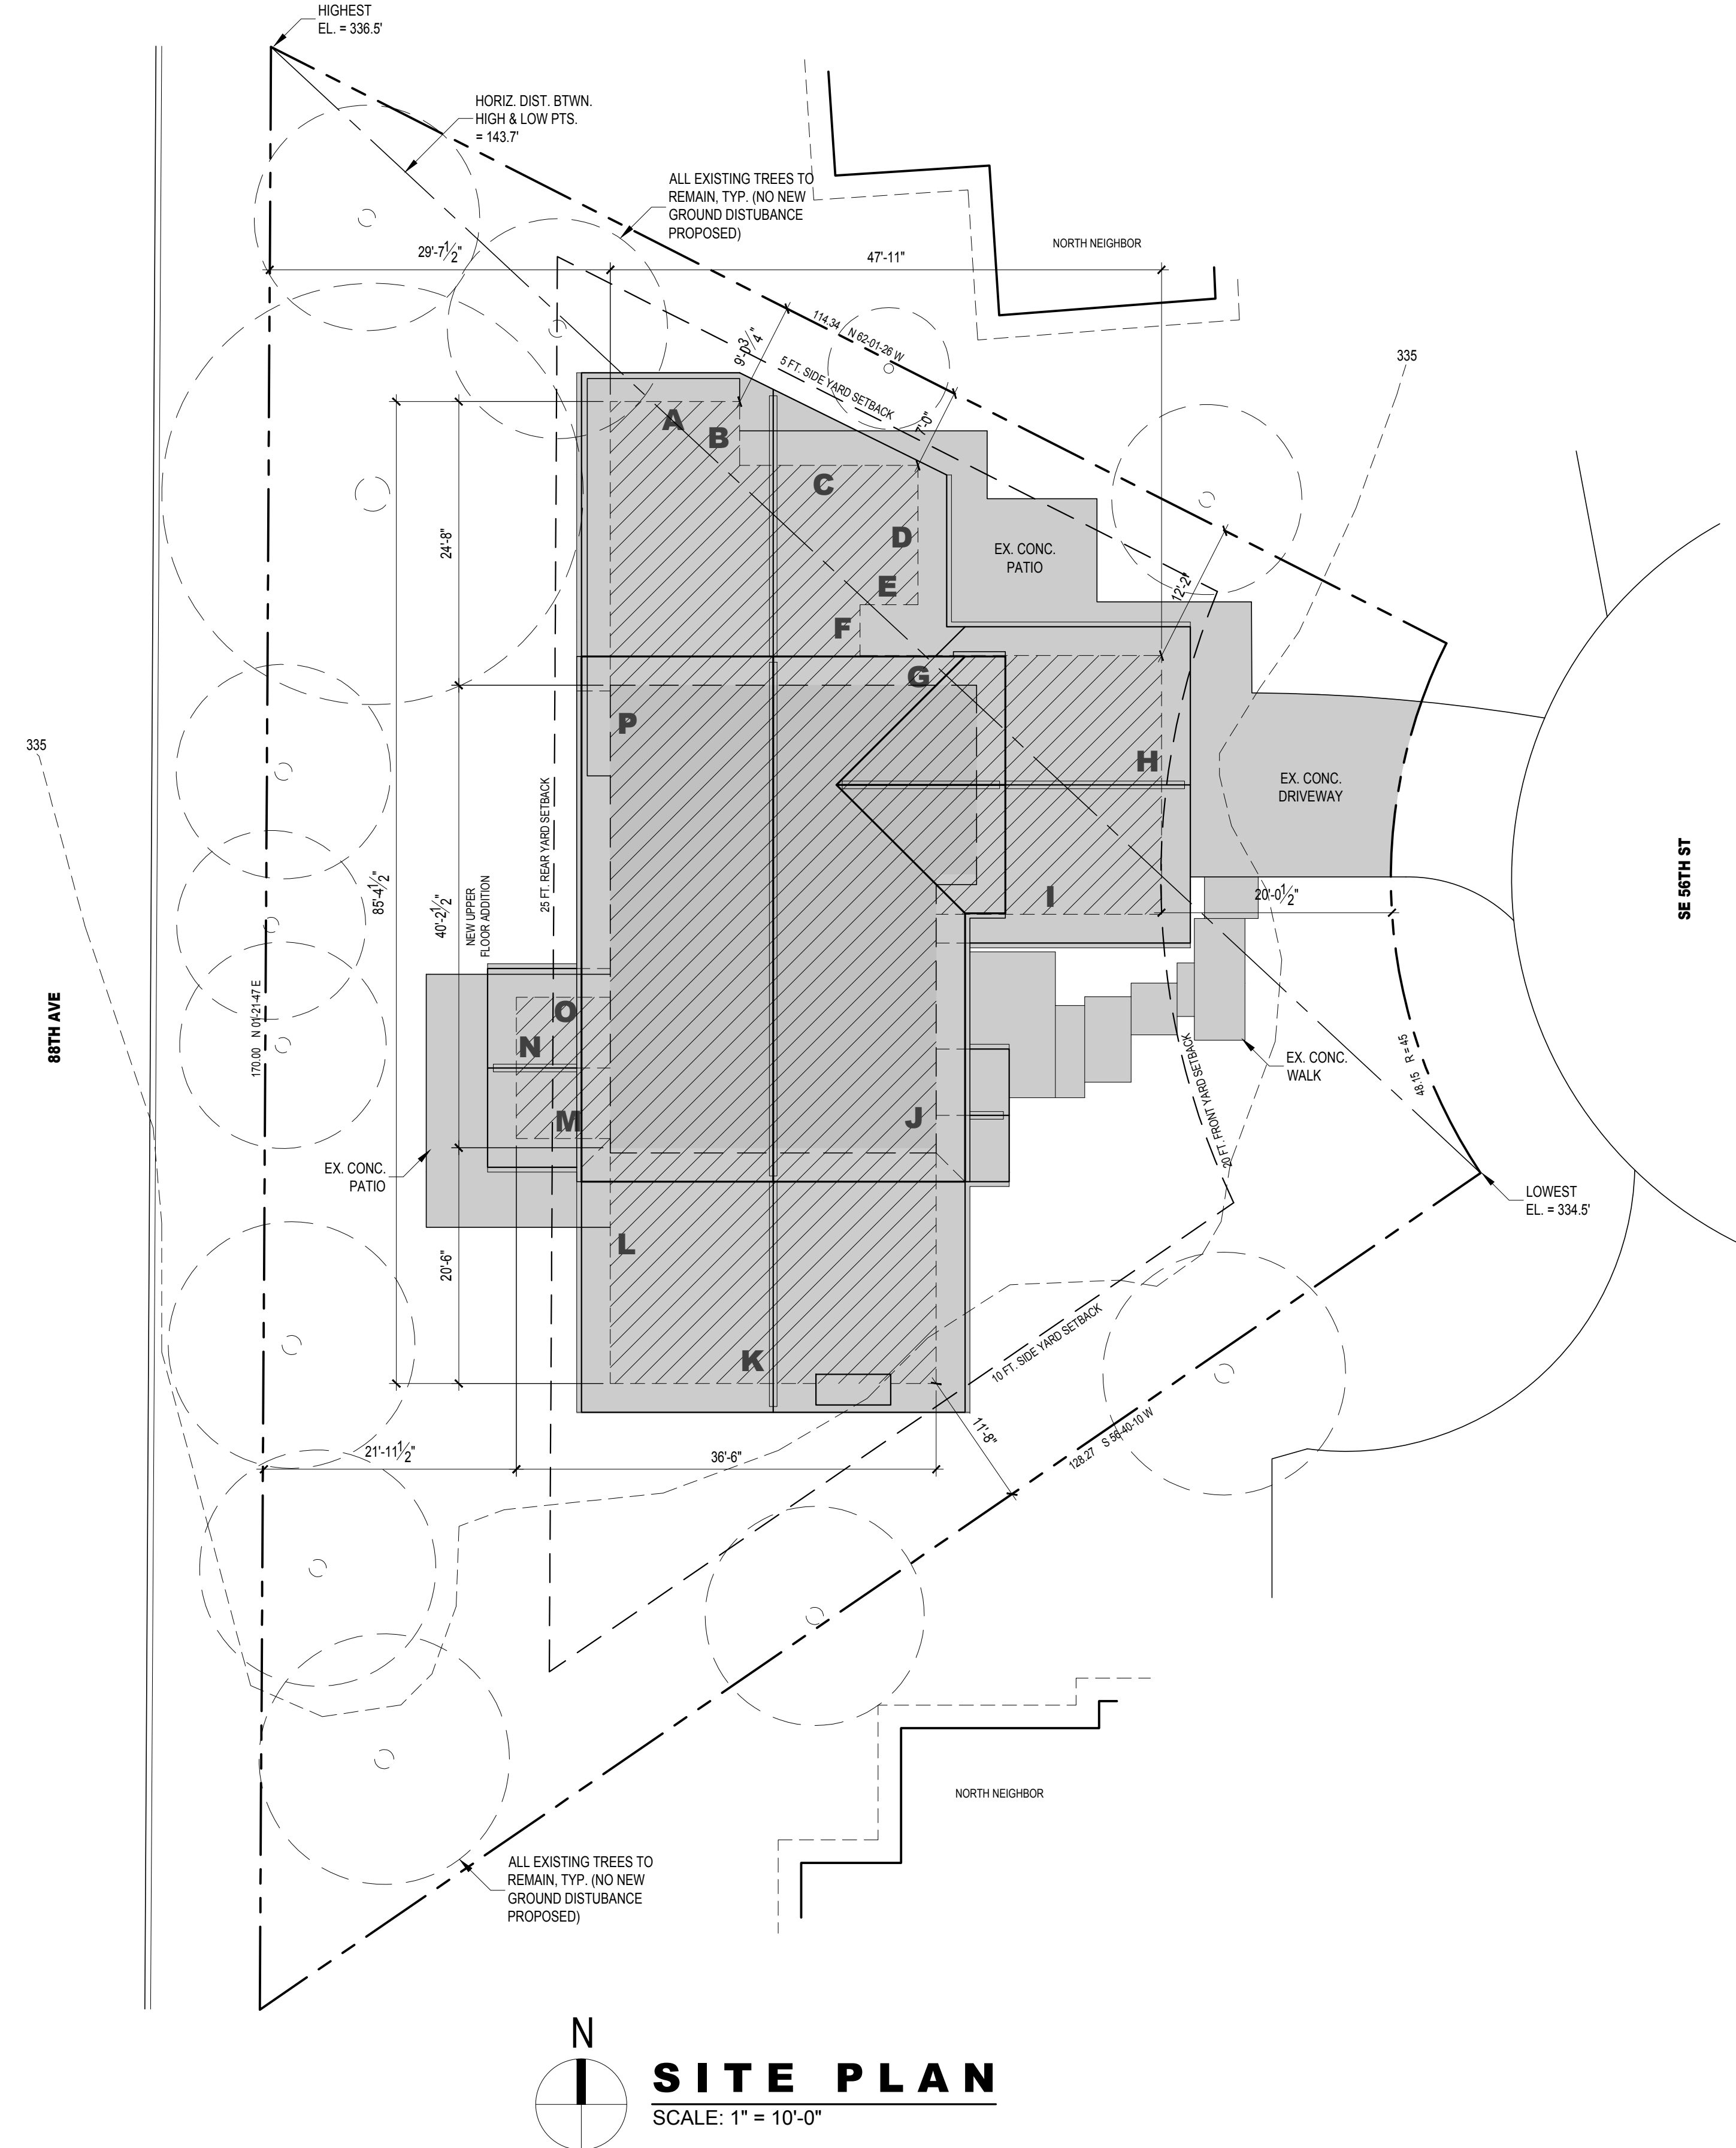 HIGHEST
EL. = 336.5'
HORIZ. DIST. BTWN.
HIGH & LOW PTS.
= 143.7'
ALL EXISTING TREES TO
REMAIN, TYP. (NO NEW
GROUND DISTUBANCE
PROPOSED)
NORTH NEIGHBOR
29'-7 1/2"
47'-11"
114.34 N 62-01-26 W
9'-0 3/4"
5 FT. SIDE YARD SETBACK
335
7'-0"
A
B
C
D
E
F
G
H
I
J
K
L
M
N
O
P
24'-8"
EX. CONC.
PATIO
12'-2"
335
EX. CONC.
DRIVEWAY
25 FT. REAR YARD SETBACK
85'-4 1/2"
40'-2 1/2"
NEW UPPER
FLOOR ADDITION
20'-0 1/2"
SE 56TH ST
88TH AVE
170.00 N 01-21-47 E
EX. CONC.
WALK
48.15 R = 45
20 FT. FRONT YARD SETBACK
EX. CONC.
PATIO
LOWEST
EL. = 334.5'
20'-6"
10 FT. SIDE YARD SETBACK
11'-8"
128.27 S 56-40-10 W
21'-11 1/2"
36'-6"
NORTH NEIGHBOR
ALL EXISTING TREES TO
REMAIN, TYP. (NO NEW
GROUND DISTUBANCE
PROPOSED)
N
SITE PLAN
SCALE: 1" = 10'-0"